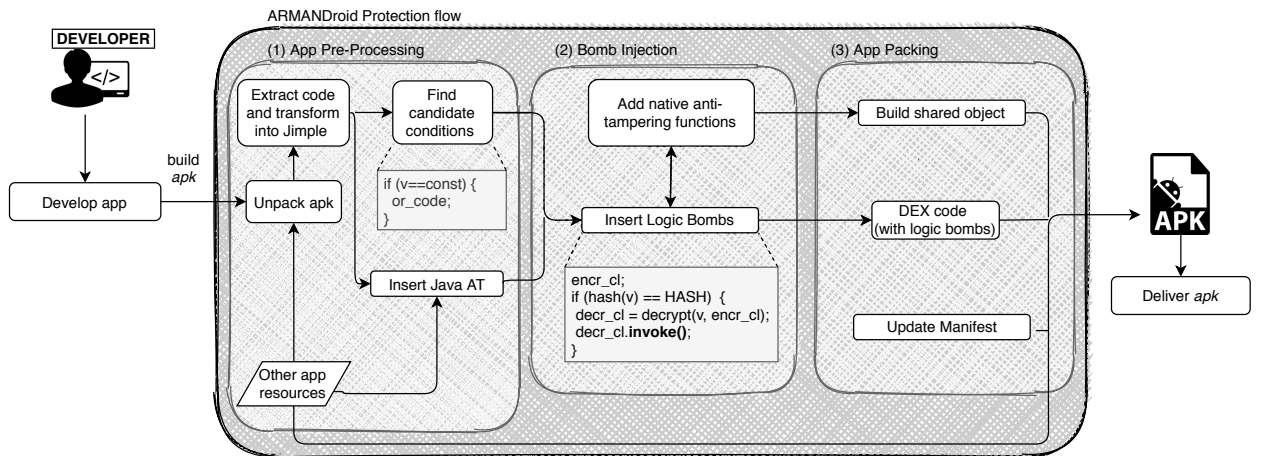 ARMANDroid Protection flow
DEVELOPER
</>
(1) App Pre-Processing
(2) Bomb Injection
(3) App Packing
Extract code
and transform
into Jimple
Find
candidate
conditions
Add native anti-
tampering functions
Build shared object
build
apk
if (v==const) {
or_code;
}
Develop app
Unpack apk
Insert Logic Bombs
DEX code
(with logic bombs)
APK
Insert Java AT
encr_cl;
if (hash(v) == HASH) {
decr_cl = decrypt(v, encr_cl);
decr_cl.invoke();
}
Deliver apk
Update Manifest
Other app
resources